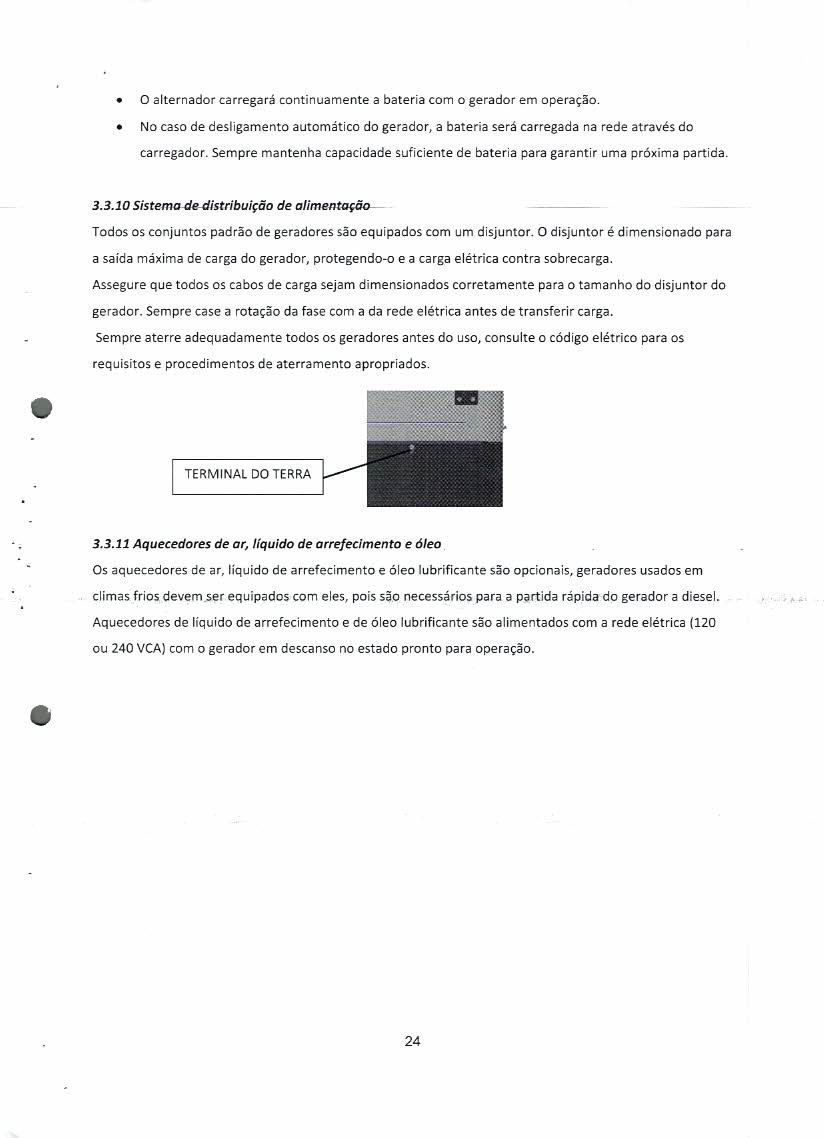 • O alternador carregará continuamente a bateria com o gerador em operação.
• No caso de desligamento automático do gerador, a bateria será carregada na rede através do
carregador. Sempre mantenha capacidade suficiente de bateria para garantir uma próxima partida.
3.3.10 Sistema de distribuição de alimentação
Todos os conjuntos padrão de geradores são equipados com um disjuntor. O disjuntor é dimensionado para
a saída máxima de carga do gerador, protegendo-o e a carga elétrica contra sobrecarga.
Assegure que todos os cabos de carga sejam dimensionados corretamente para o tamanho do disjuntor do
gerador. Sempre case a rotação da fase com a da rede elétrica antes de transferir carga.
Sempre aterre adequadamente todos os geradores antes do uso, consulte o código elétrico para os
requisitos e procedimentos de aterramento apropriados.
TERMINAL DO TERRA
3.3.11 Aquecedores de ar, líquido de arrefecimento e óleo
Os aquecedores de ar, líquido de arrefecimento e óleo lubrificante são opcionais, geradores usados em
climas frios devem ser equipados com eles, pois são necessários para a partida rápida do gerador a diesel.
Aquecedores de líquido de arrefecimento e de óleo lubrificante são alimentados com a rede elétrica (120
ou 240 VCA) com o gerador em descanso no estado pronto para operação.
24